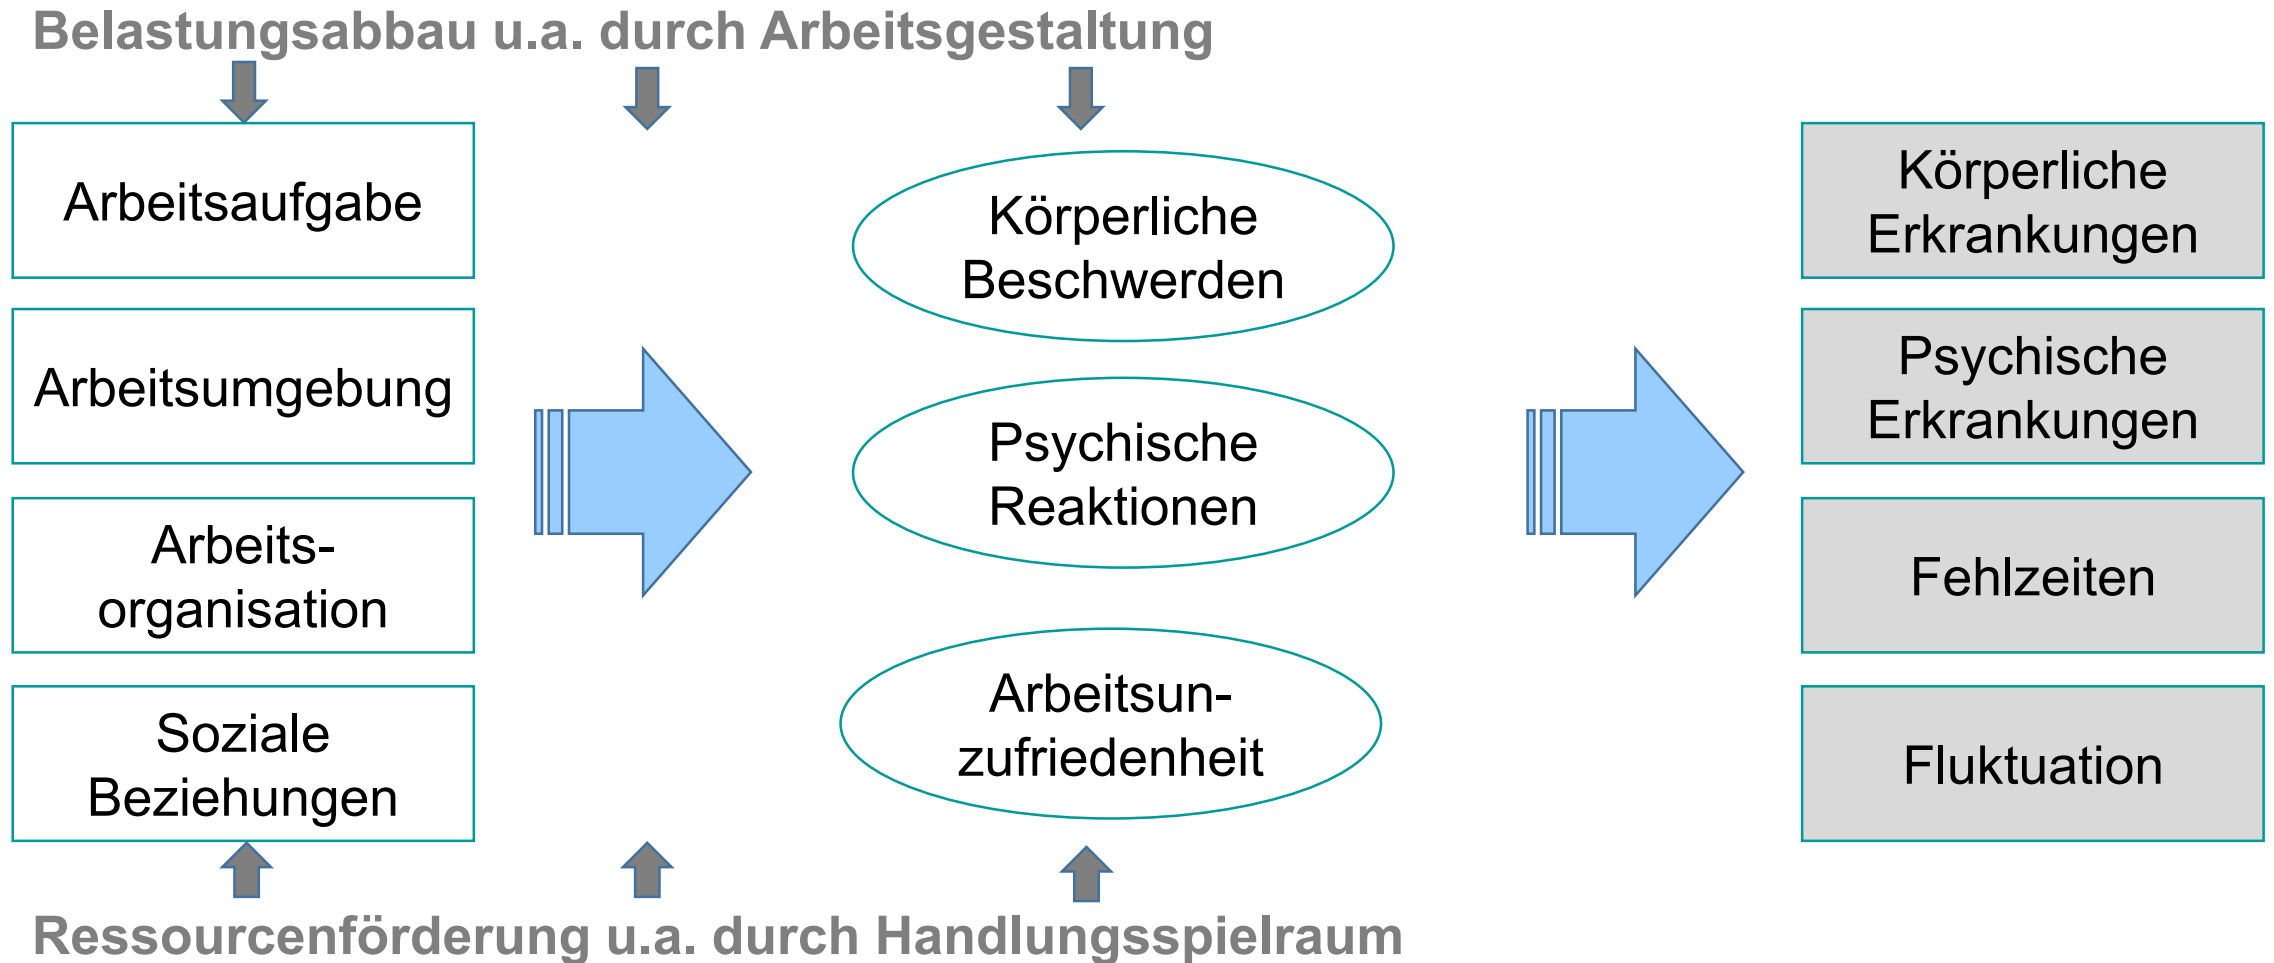 Belastungsabbau u.a. durch Arbeitsgestaltung
Arbeitsaufgabe
Arbeitsumgebung
Arbeits-
organisation
Soziale
Beziehungen
Körperliche
Beschwerden
Psychische
Reaktionen
Arbeitsun-
zufriedenheit
Körperliche
Erkrankungen
Psychische
Erkrankungen
Fehlzeiten
Fluktuation
Ressourcenförderung u.a. durch Handlungsspielraum